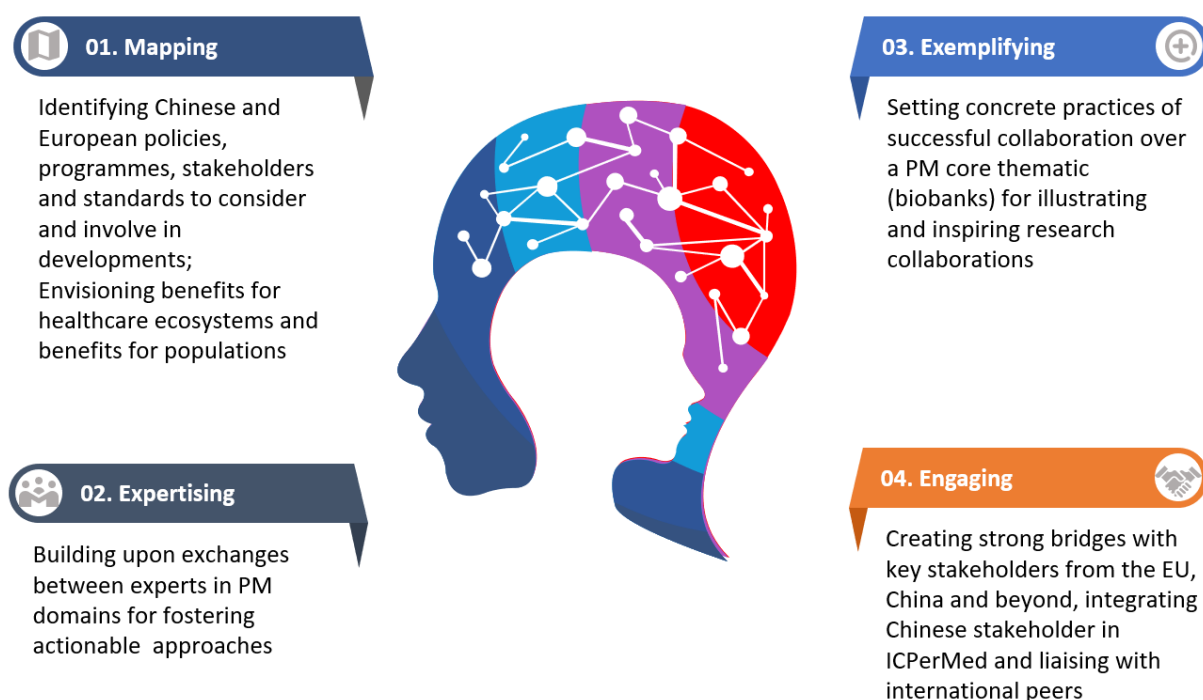 01. Mapping
Identifying Chinese and
European policies,
programmes, stakeholders
and standards to consider
and involve in
developments;
Envisioning benefits for
healthcare ecosystems and
benefits for populations
02. Expertising
Building upon exchanges
between experts in PM
domains for fostering
actionable approaches
03. Exemplifying
Setting concrete practices of
successful collaboration over
a PM core thematic
(biobanks) for illustrating
and inspiring research
collaborations
04. Engaging
Creating strong bridges with
key stakeholders from the EU,
China and beyond, integrating
Chinese stakeholder in
ICPerMed and liaising with
international peers